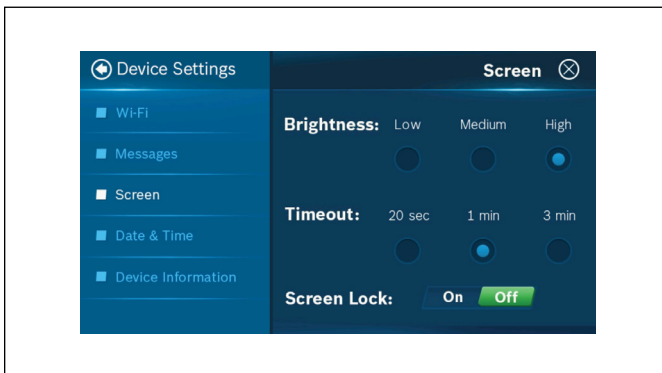 Device Settings
Screen
Wi-Fi
Messages
Screen
Date & Time
Device Information
Brightness: Low Medium High
Timeout: 20 sec 1 min 3 min
Screen Lock: On Off